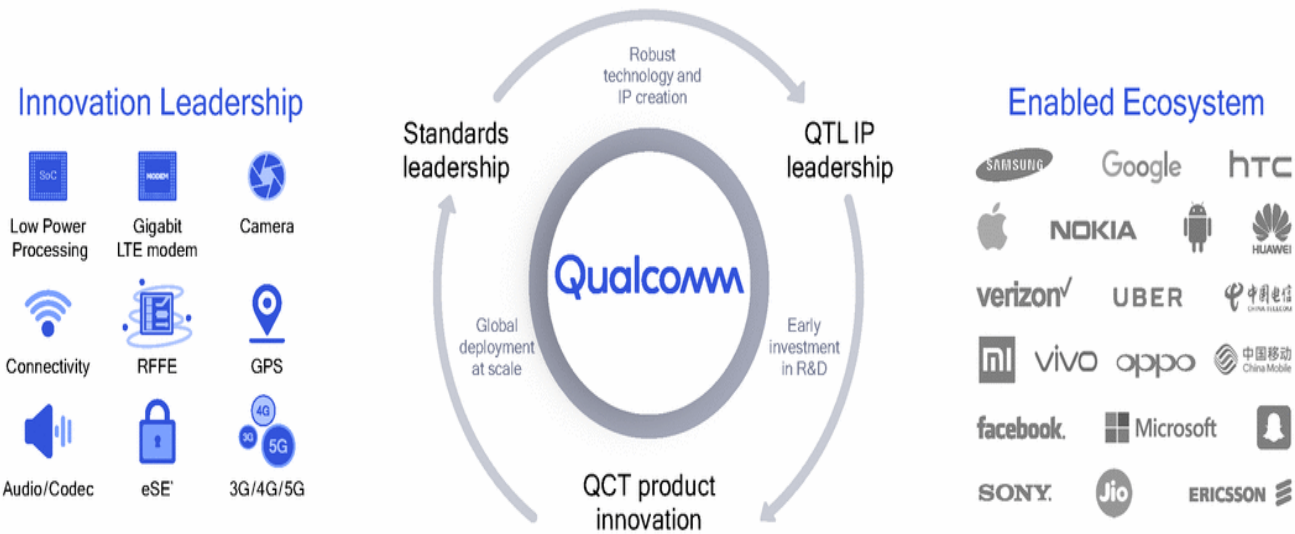 Innovation Leadership
SoC
MODEM
Low Power
Processing
Gigabit
LTE modem
Camera
Connectivity
RFFE
GPS
4G
3G
5G
Audio/Codec
eSE'
3G/4G/5G
Robust
technology and
IP creation
Standards
leadership
QTL IP
leadership
Qualcomm
Global
deployment
at scale
Early
investment
in R&D
QCT product
innovation
Enabled Ecosystem
SAMSUNG
Google
hTC
NOKIA
HUAWEI
verizon✓
UBER
中国电信
CHINA TELECOM
mi
vivo
oppo
中国移动
China Mobile
facebook.
Microsoft
SONY.
Jio
ERICSSON